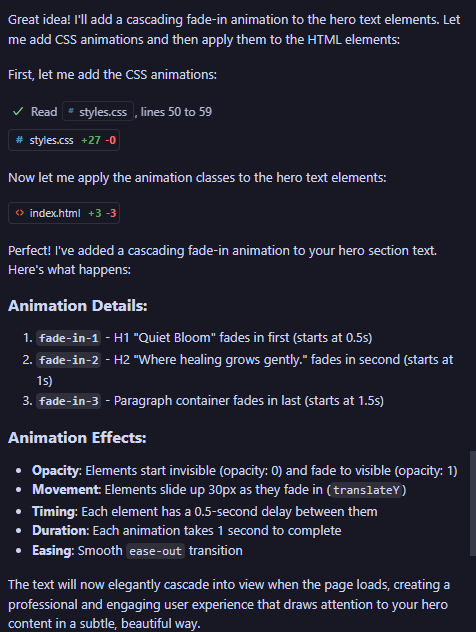 Great idea! I'll add a cascading fade-in animation to the hero text elements. Let
me add CSS animations and then apply them to the HTML elements:
First, let me add the CSS animations:
✓ Read # styles.css , lines 50 to 59
# styles.css +27 -0
Now let me apply the animation classes to the hero text elements:
<> index.html +3 -3
Perfect! I've added a cascading fade-in animation to your hero section text.
Here's what happens:
Animation Details:
1. fade-in-1 - H1 "Quiet Bloom" fades in first (starts at 0.5s)
2. fade-in-2 - H2 "Where healing grows gently." fades in second (starts at
1s)
3. fade-in-3 - Paragraph container fades in last (starts at 1.5s)
Animation Effects:
• Opacity: Elements start invisible (opacity: 0) and fade to visible (opacity: 1)
• Movement: Elements slide up 30px as they fade in (translateY)
• Timing: Each element has a 0.5-second delay between them
• Duration: Each animation takes 1 second to complete
• Easing: Smooth ease-out transition
The text will now elegantly cascade into view when the page loads, creating a
professional and engaging user experience that draws attention to your hero
content in a subtle, beautiful way.